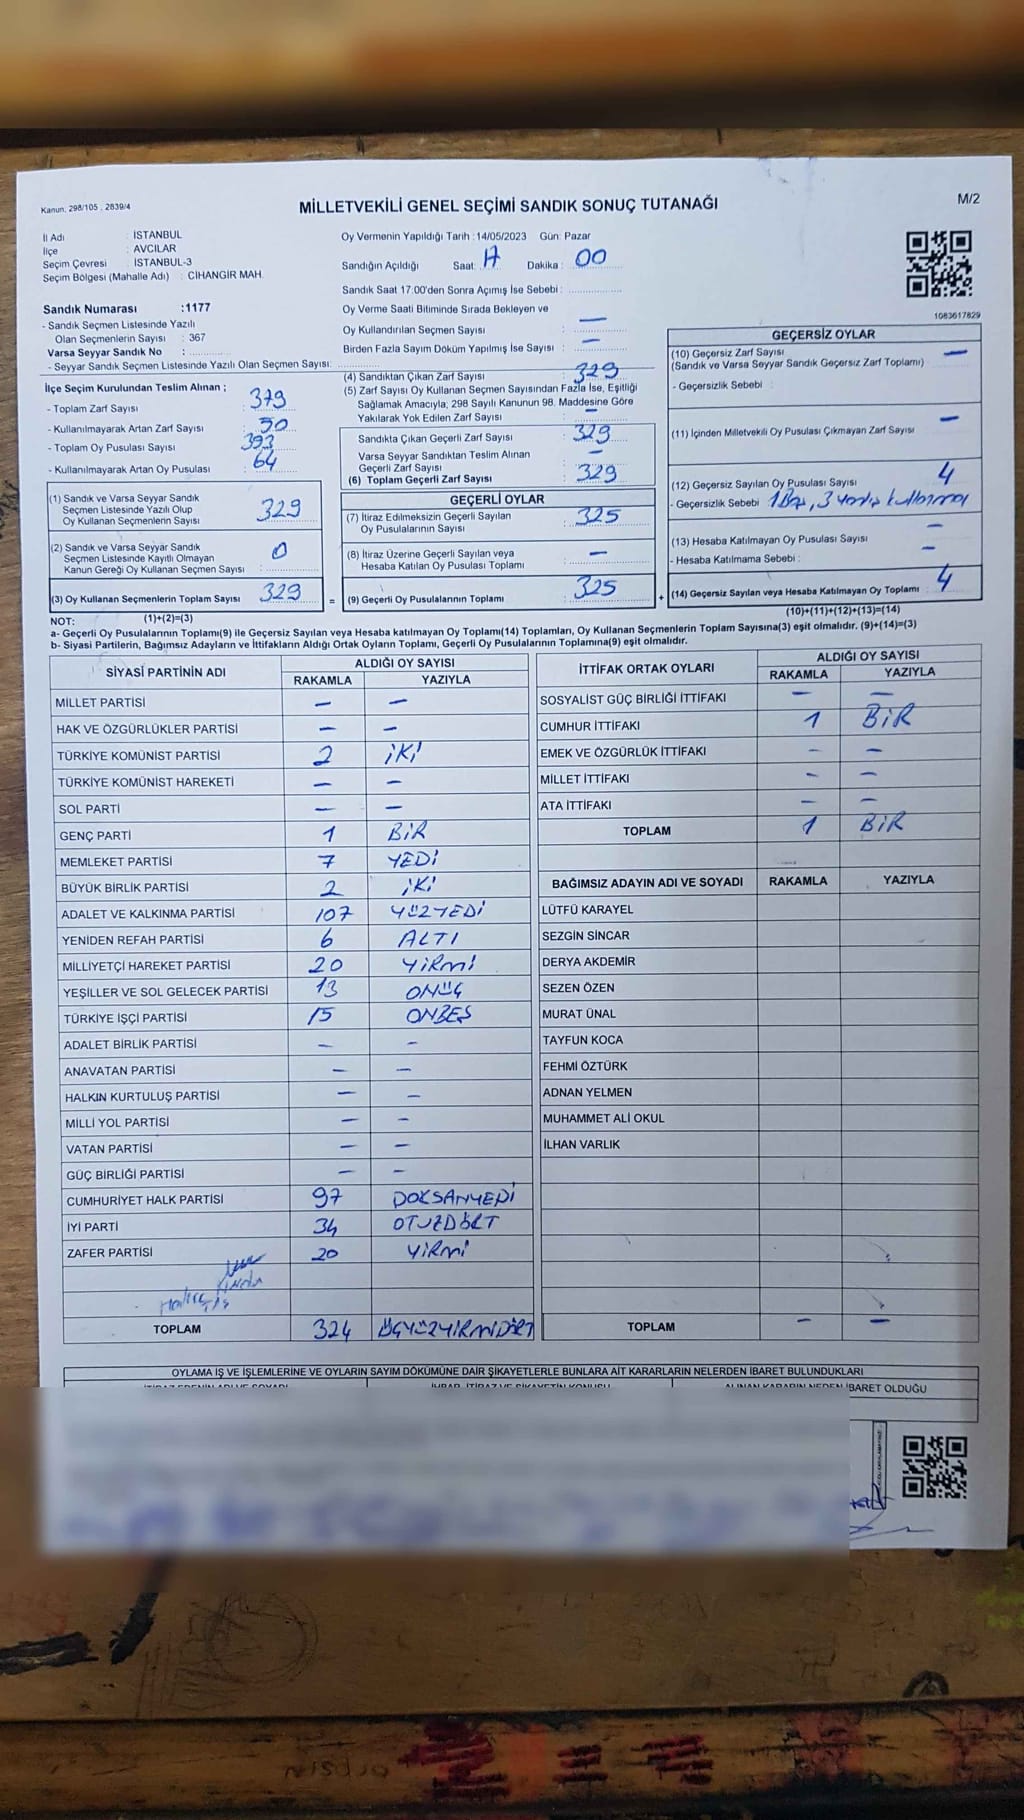 Kanun. 298/105 , 2839/4
MİLLETVEKİLİ GENEL SEÇİMİ SANDIK SONUÇ TUTANAĞI
M/2
İl Adı : İSTANBUL
İlçe : AVCILAR
Seçim Çevresi : İSTANBUL-3
Seçim Bölgesi (Mahalle Adı) : CİHANGİR MAH.
Oy Vermenin Yapıldığı Tarih :14/05/2023 Gün: Pazar
Sandığın Açıldığı Saat: 17 Dakika : 00
Sandık Saat 17.00'den Sonra Açımış İse Sebebi :
Sandık Numarası :1177
- Sandık Seçmen Listesinde Yazılı
Olan Seçmenlerin Sayısı : 367
Varsa Seyyar Sandık No :
- Seyyar Sandık Seçmen Listesinde Yazılı Olan Seçmen Sayısı:
Oy Verme Saati Bitiminde Sırada Bekleyen ve
Oy Kullandırılan Seçmen Sayısı : —
Birden Fazla Sayım Döküm Yapılmış İse Sayısı : —
1083617829
İlçe Seçim Kurulundan Teslim Alınan ;
- Toplam Zarf Sayısı : 379
- Kullanılmayarak Artan Zarf Sayısı : 50
- Toplam Oy Pusulası Sayısı : 393
- Kullanılmayarak Artan Oy Pusulası : 64
(4) Sandıktan Çıkan Zarf Sayısı : 329
(5) Zarf Sayısı Oy Kullanan Seçmen Sayısından Fazla İse, Eşitliği
Sağlamak Amacıyla, 298 Sayılı Kanunun 98. Maddesine Göre
Yakılarak Yok Edilen Zarf Sayısı : —
Sandıkta Çıkan Geçerli Zarf Sayısı : 329
Varsa Seyyar Sandıktan Teslim Alınan
Geçerli Zarf Sayısı : —
(6) Toplam Geçerli Zarf Sayısı : 329
GEÇERSİZ OYLAR
(10) Geçersiz Zarf Sayısı : —
(Sandık ve Varsa Seyyar Sandık Geçersiz Zarf Toplamı)
- Geçersizlik Sebebi :
(11) İçinden Milletvekili Oy Pusulası Çıkmayan Zarf Sayısı —
(12) Geçersiz Sayılan Oy Pusulası Sayısı : 4
- Geçersizlik Sebebi 1 Boş, 3 yanlış kullanma
(13) Hesaba Katılmayan Oy Pusulası Sayısı : —
- Hesaba Katılmama Sebebi : —
(14) Geçersiz Sayılan veya Hesaba Katılmayan Oy Toplamı : 4
(10)+(11)+(12)+(13)=(14)
(1) Sandık ve Varsa Seyyar Sandık
Seçmen Listesinde Yazılı Olup
Oy Kullanan Seçmenlerin Sayısı : 329
(2) Sandık ve Varsa Seyyar Sandık
Seçmen Listesinde Kayıtlı Olmayan
Kanun Gereği Oy Kullanan Seçmen Sayısı : 0
(3) Oy Kullanan Seçmenlerin Toplam Sayısı : 329
(1)+(2)=(3)
=
GEÇERLİ OYLAR
(7) İtiraz Edilmeksizin Geçerli Sayılan
Oy Pusulalarının Sayısı : 325
(8) İtiraz Üzerine Geçerli Sayılan veya
Hesaba Katılan Oy Pusulası Toplamı : —
(9) Geçerli Oy Pusulalarının Toplamı : 325
+
NOT:
a- Geçerli Oy Pusulalarının Toplamı(9) ile Geçersiz Sayılan veya Hesaba katılmayan Oy Toplamı(14) Toplamları, Oy Kullanan Seçmenlerin Toplam Sayısına(3) eşit olmalıdır. (9)+(14)=(3)
b- Siyasi Partilerin, Bağımsız Adayların ve İttifakların Aldığı Ortak Oyların Toplamı, Geçerli Oy Pusulalarının Toplamına(9) eşit olmalıdır.
SİYASİ PARTİNİN ADI ALDIĞI OY SAYISI
RAKAMLA YAZIYLA
MİLLET PARTİSİ — —
HAK VE ÖZGÜRLÜKLER PARTİSİ — —
TÜRKİYE KOMÜNİST PARTİSİ 2 İKİ
TÜRKİYE KOMÜNİST HAREKETİ — —
SOL PARTİ — —
GENÇ PARTİ 1 BİR
MEMLEKET PARTİSİ 7 YEDİ
BÜYÜK BİRLİK PARTİSİ 2 İKİ
ADALET VE KALKINMA PARTİSİ 107 YÜZYEDİ
YENİDEN REFAH PARTİSİ 6 ALTI
MİLLİYETÇİ HAREKET PARTİSİ 20 YİRMİ
YEŞİLLER VE SOL GELECEK PARTİSİ 13 ONÜÇ
TÜRKİYE İŞÇİ PARTİSİ 15 ONBEŞ
ADALET BİRLİK PARTİSİ — —
ANAVATAN PARTİSİ — —
HALKIN KURTULUŞ PARTİSİ — —
MİLLİ YOL PARTİSİ — —
VATAN PARTİSİ — —
GÜÇ BİRLİĞİ PARTİSİ — —
CUMHURİYET HALK PARTİSİ 97 DOKSANYEDİ
İYİ PARTİ 34 OTUZDÖRT
ZAFER PARTİSİ 20 YİRMİ
TOPLAM 324 ÜÇYÜZYİRMİDÖRT
İTTİFAK ORTAK OYLARI ALDIĞI OY SAYISI
RAKAMLA YAZIYLA
SOSYALİST GÜÇ BİRLİĞİ İTTİFAKI — —
CUMHUR İTTİFAKI 1 BİR
EMEK VE ÖZGÜRLÜK İTTİFAKI — —
MİLLET İTTİFAKI — —
ATA İTTİFAKI — —
TOPLAM 1 BİR
BAĞIMSIZ ADAYIN ADI VE SOYADI RAKAMLA YAZIYLA
LÜTFÜ KARAYEL
SEZGİN SİNCAR
DERYA AKDEMİR
SEZEN ÖZEN
MURAT ÜNAL
TAYFUN KOCA
FEHMİ ÖZTÜRK
ADNAN YELMEN
MUHAMMET ALİ OKUL
İLHAN VARLIK
TOPLAM — —
OYLAMA İŞ VE İŞLEMLERİNE VE OYLARIN SAYIM DÖKÜMÜNE DAİR ŞİKAYETLERLE BUNLARA AİT KARARLARIN NELERDEN İBARET BULUNDUKLARI
İTİRAZ EDENİN ADI VE SOYADI İHBAR, İTİRAZ VE ŞİKAYETİN KONUSU ALINAN KARARIN NEDEN İBARET OLDUĞU